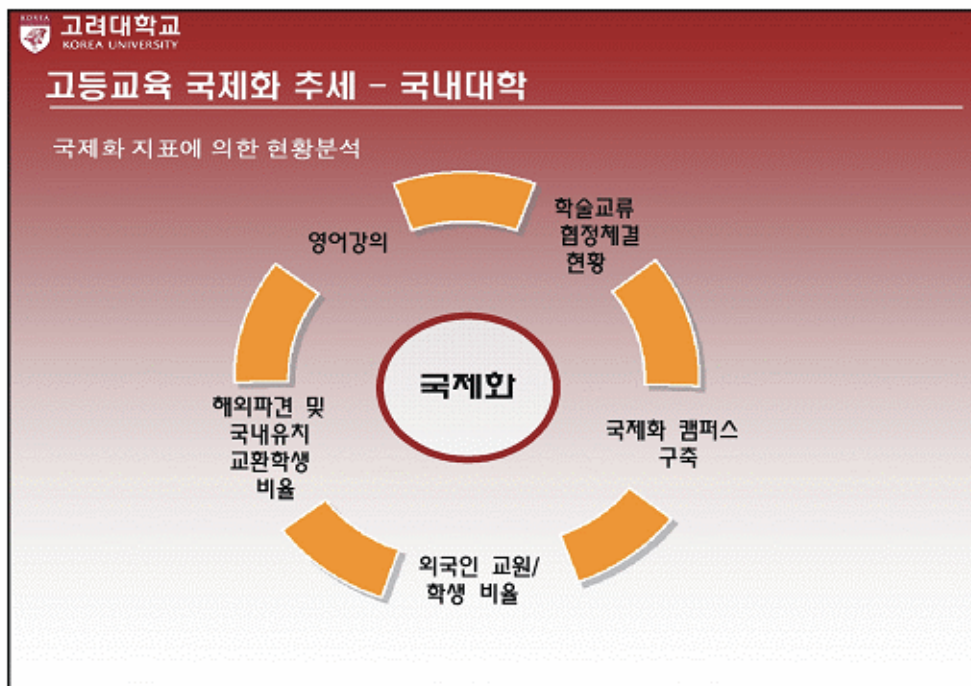 KOREA
고려대학교
KOREA UNIVERSITY
고등교육 국제화 추세 – 국내대학
국제화 지표에 의한 현황분석
영어강의
학술교류
협정체결
현황
국제화
해외파견 및
국내유치
교환학생
비율
국제화 캠퍼스
구축
외국인 교원/
학생 비율